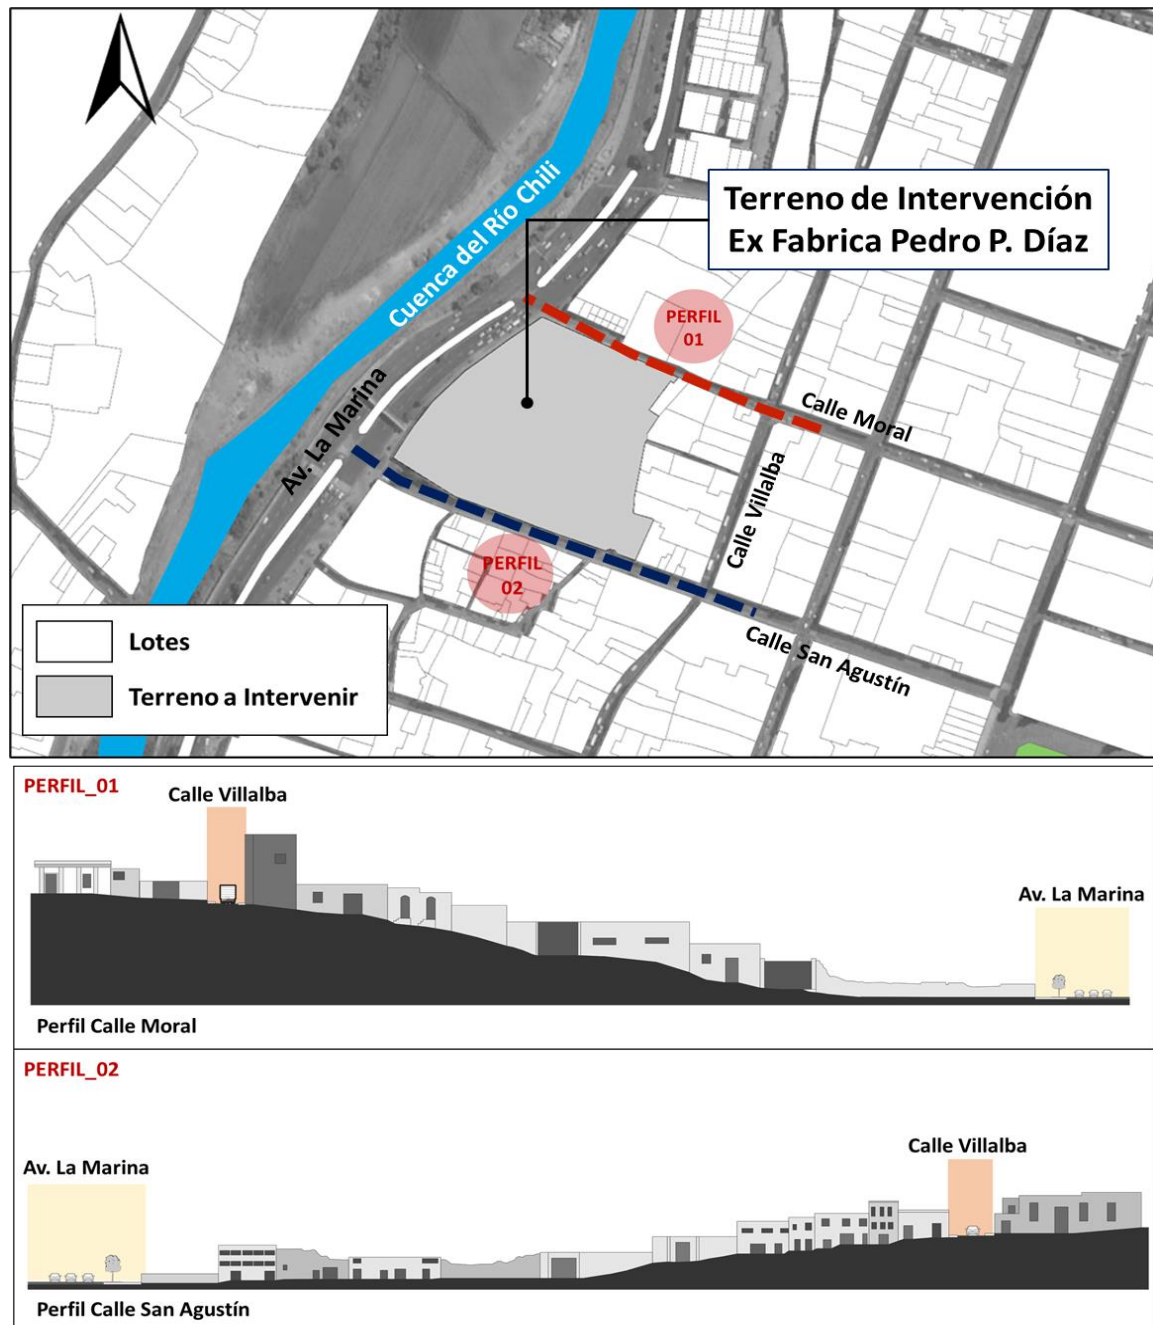 Terreno de Intervención
Ex Fabrica Pedro P. Díaz
Cuenca del Río Chili
PERFIL
01
Calle Moral
Av. La Marina
Calle Villalba
PERFIL
02
Calle San Agustín
Lotes
Terreno a Intervenir
PERFIL_01
Calle Villalba
Av. La Marina
Perfil Calle Moral
PERFIL_02
Calle Villalba
Av. La Marina
Perfil Calle San Agustín